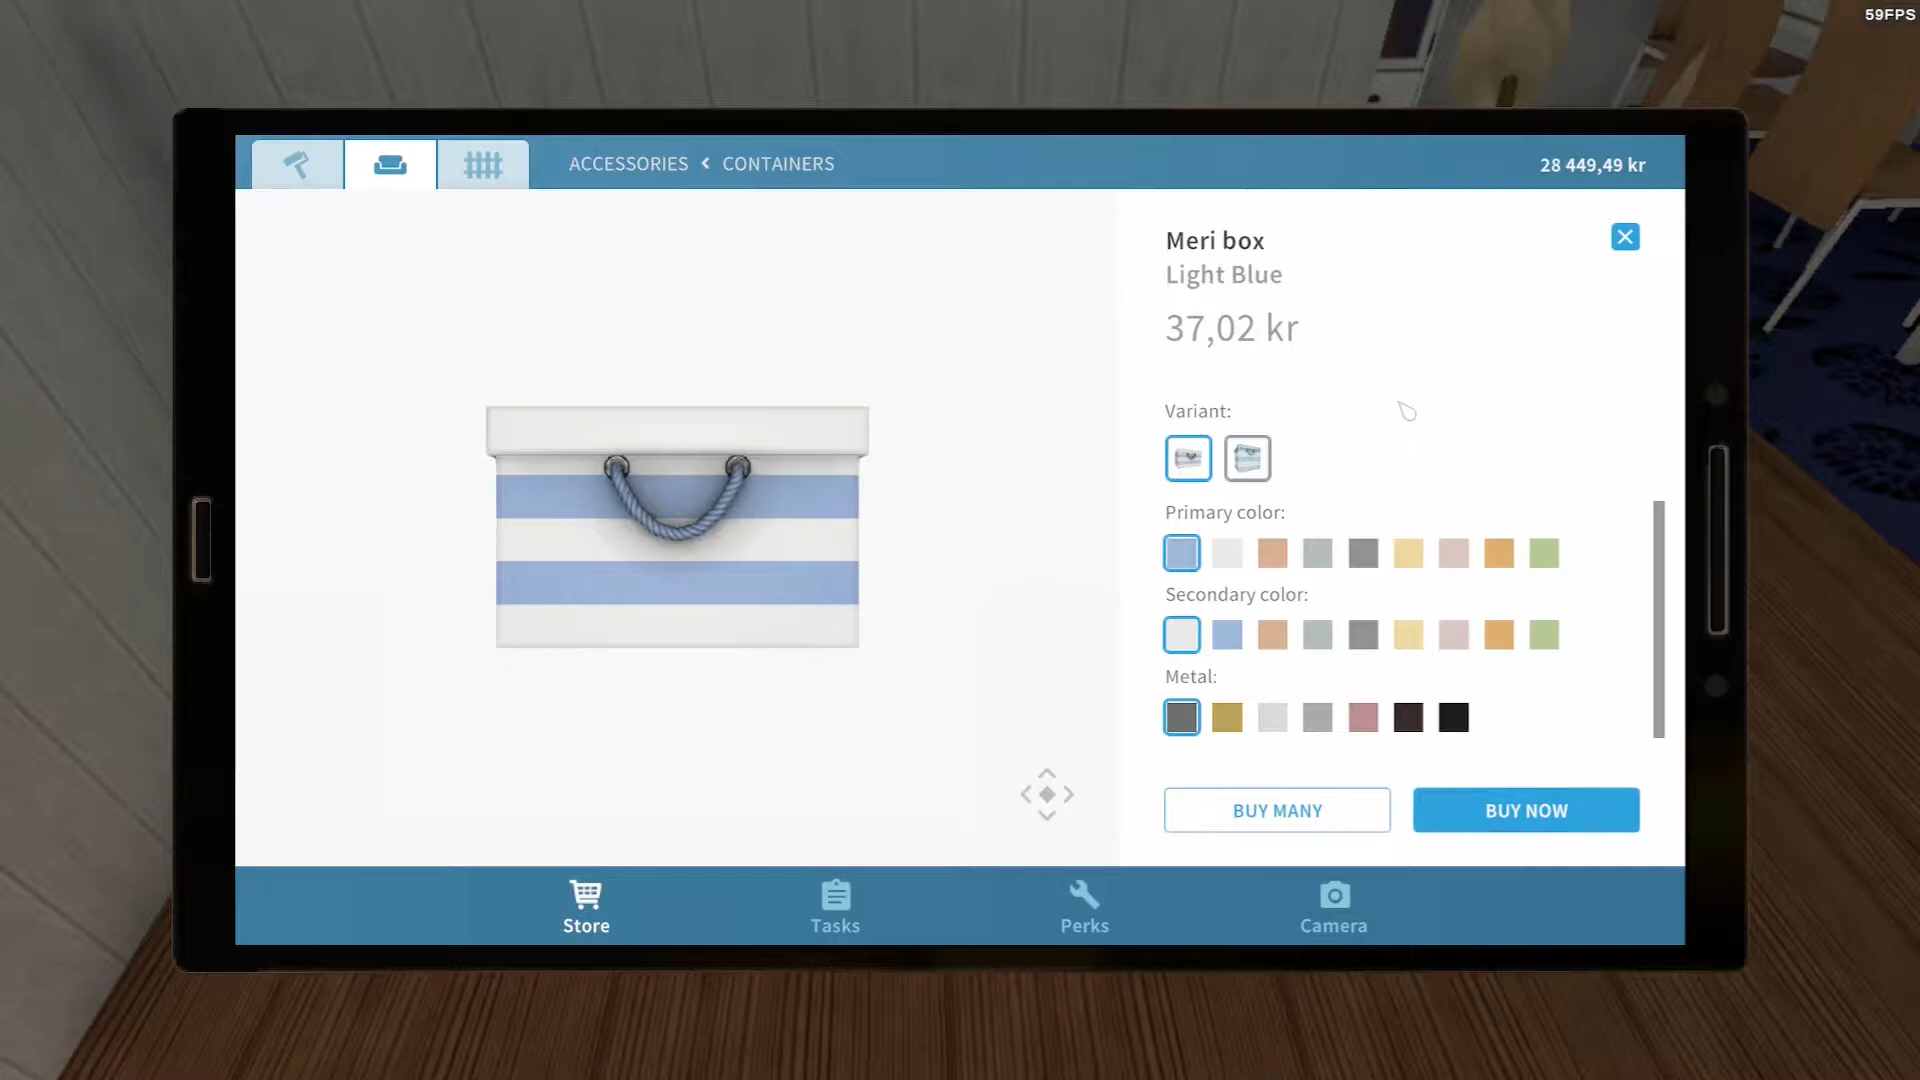 59FPS
ACCESSORIES < CONTAINERS
28 449,49 kr
Meri box
Light Blue
37,02 kr
Variant:
Primary color:
Secondary color:
Metal:
BUY MANY
BUY NOW
Store
Tasks
Perks
Camera